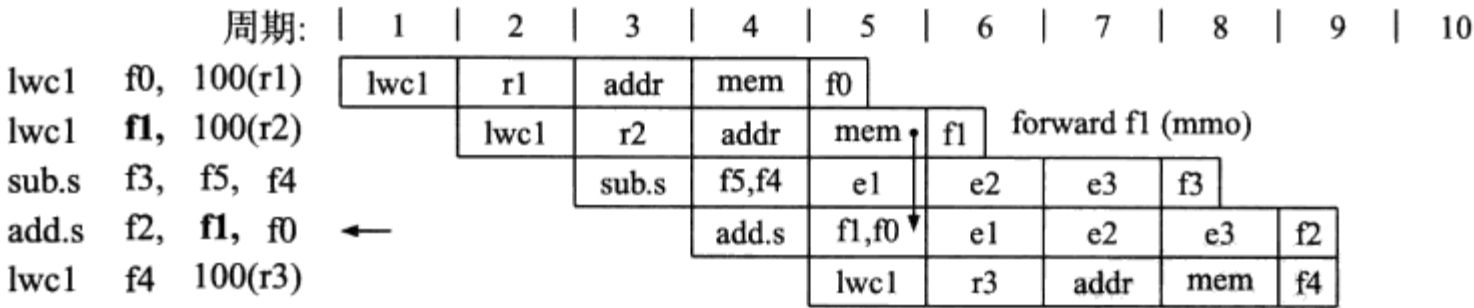 周期: | 1 | 2 | 3 | 4 | 5 | 6 | 7 | 8 | 9 | 10
lwc1 f0, 100(r1) lwc1 r1 addr mem f0
lwc1 f1, 100(r2) lwc1 r2 addr mem f1 forward f1 (mmo)
sub.s f3, f5, f4 sub.s f5,f4 e1 e2 e3 f3
add.s f2, f1, f0 ← add.s f1,f0 e1 e2 e3 f2
lwc1 f4 100(r3) lwc1 r3 addr mem f4